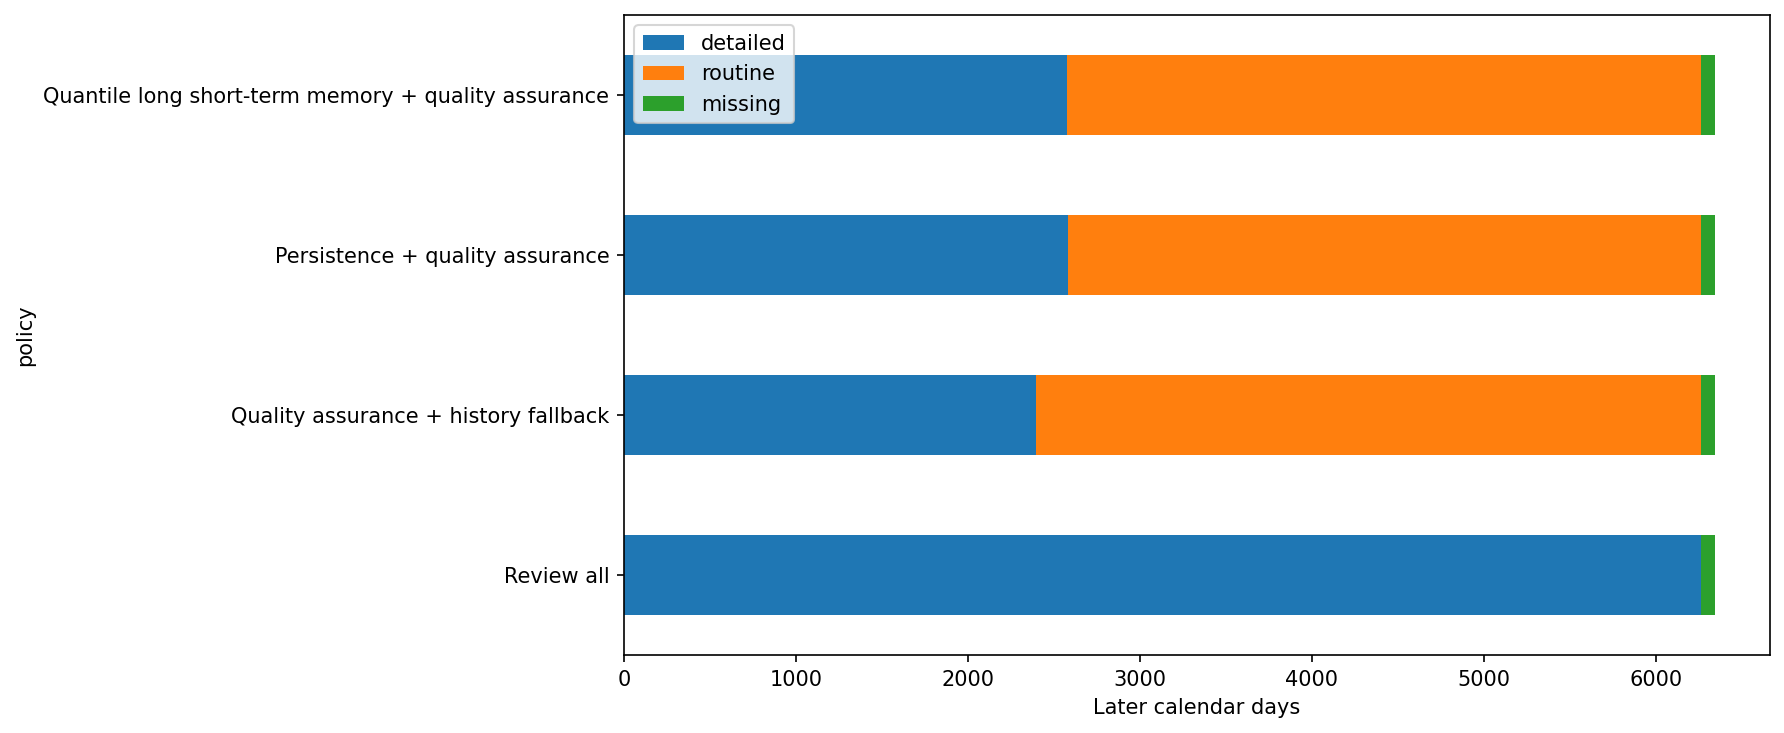 detailed
routine
missing
Quantile long short-term memory + quality assurance
Persistence + quality assurance
Quality assurance + history fallback
Review all
policy
0 1000 2000 3000 4000 5000 6000
Later calendar days